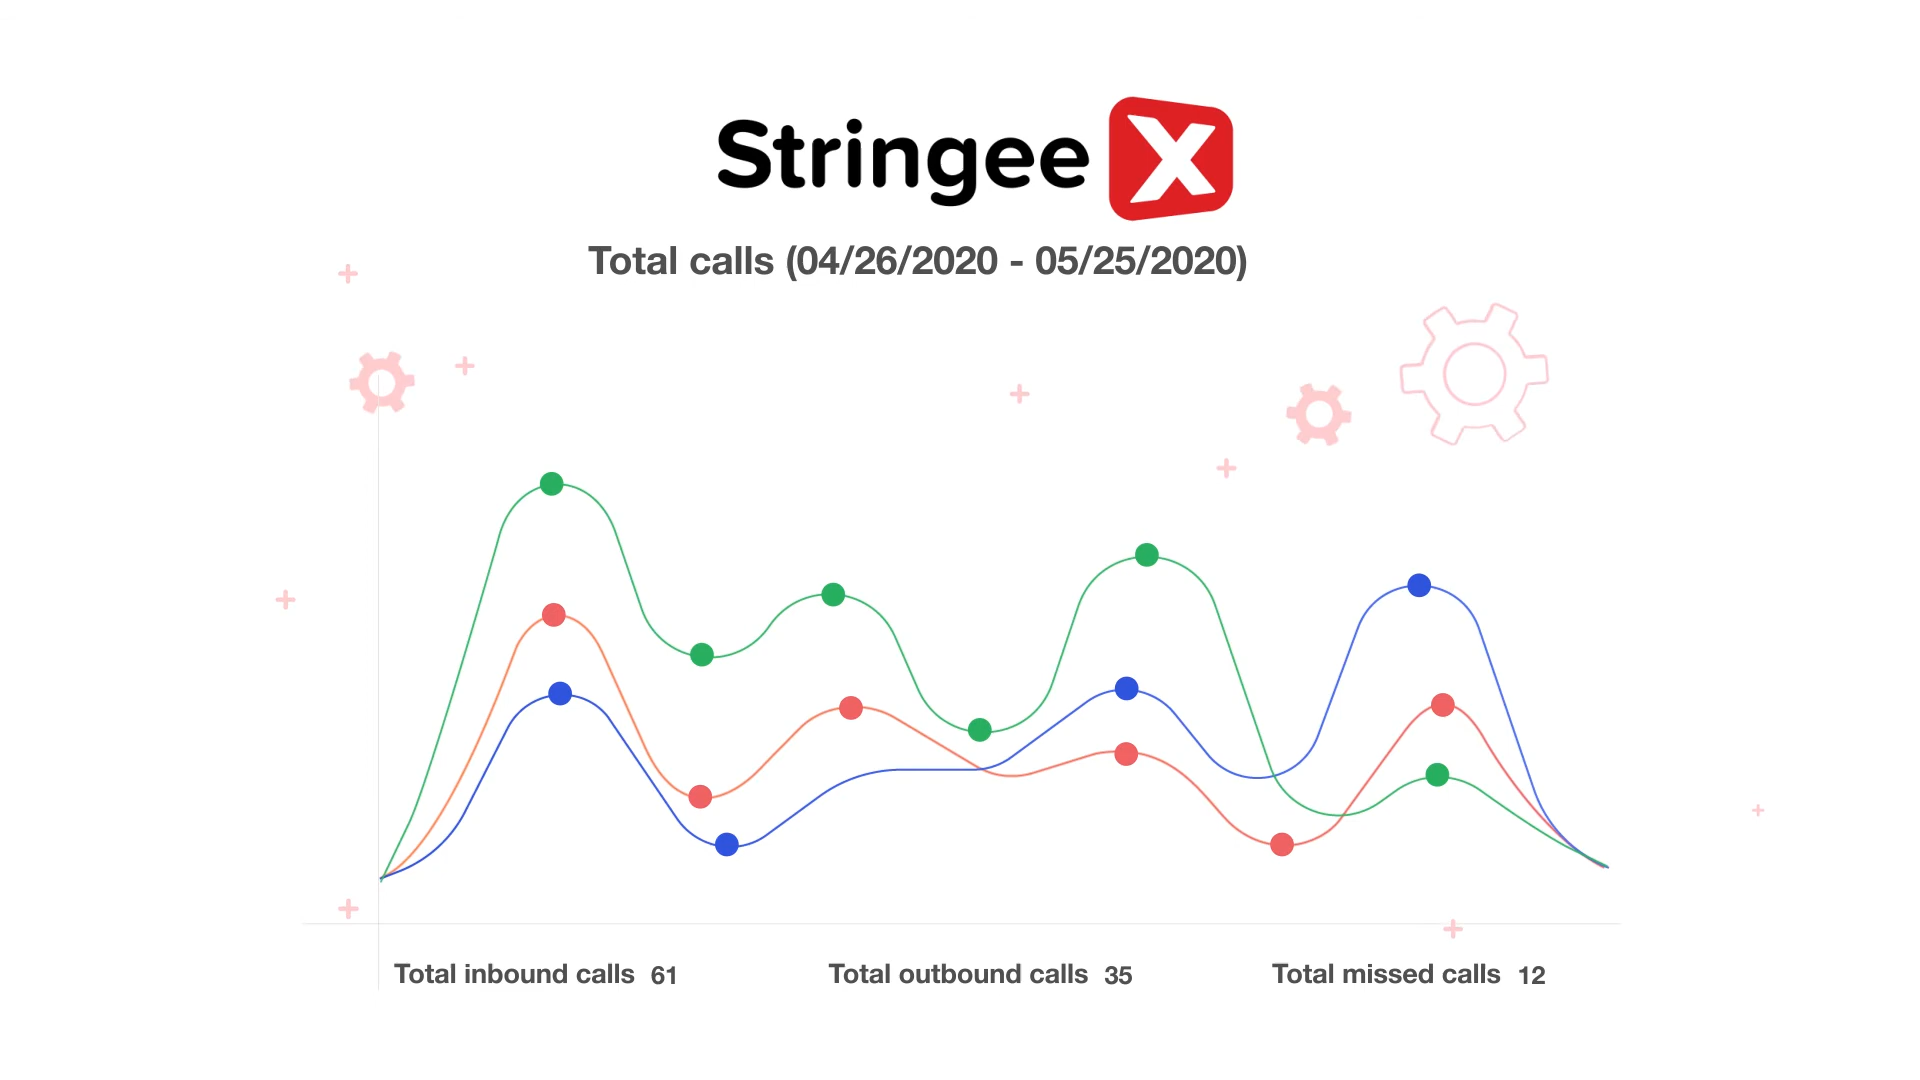 Stringee X
Total calls (04/26/2020 - 05/25/2020)
Total inbound calls 61
Total outbound calls 35
Total missed calls 12